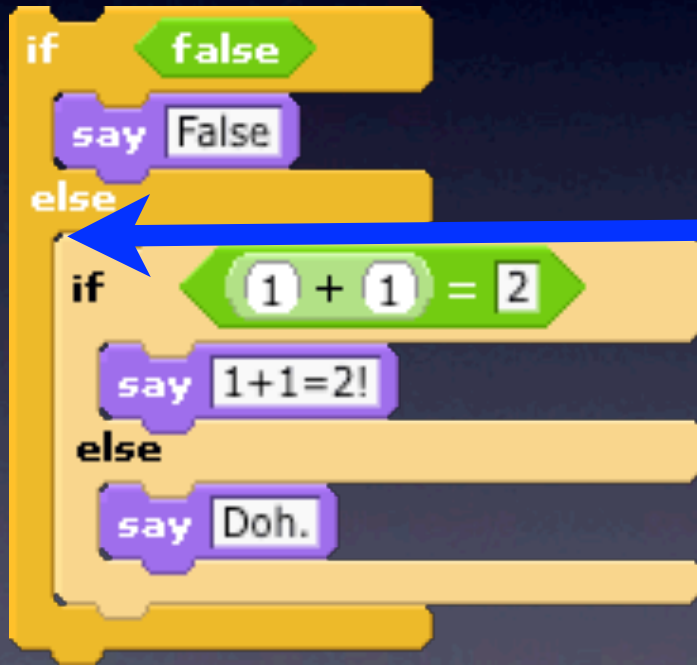 if false
say False
else
if 1 + 1 = 2
say 1+1=2!
else
say Doh.